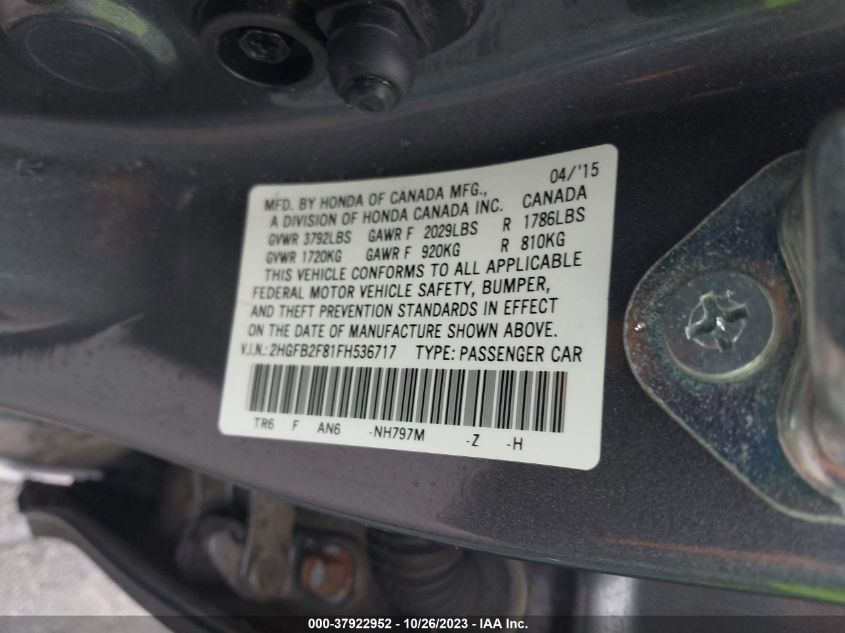 04/'15
MFD. BY HONDA OF CANADA MFG.,
A DIVISION OF HONDA CANADA INC. CANADA
GVWR 3792LBS GAWR F 2029LBS R 1786LBS
GVWR 1720KG GAWR F 920KG R 810KG
THIS VEHICLE CONFORMS TO ALL APPLICABLE
FEDERAL MOTOR VEHICLE SAFETY, BUMPER,
AND THEFT PREVENTION STANDARDS IN EFFECT
ON THE DATE OF MANUFACTURE SHOWN ABOVE.
V.I.N.:2HGFB2F81FH536717 TYPE: PASSENGER CAR
TR6 F AN6 -NH797M -Z -H
000-37922952 - 10/26/2023 - IAA Inc.